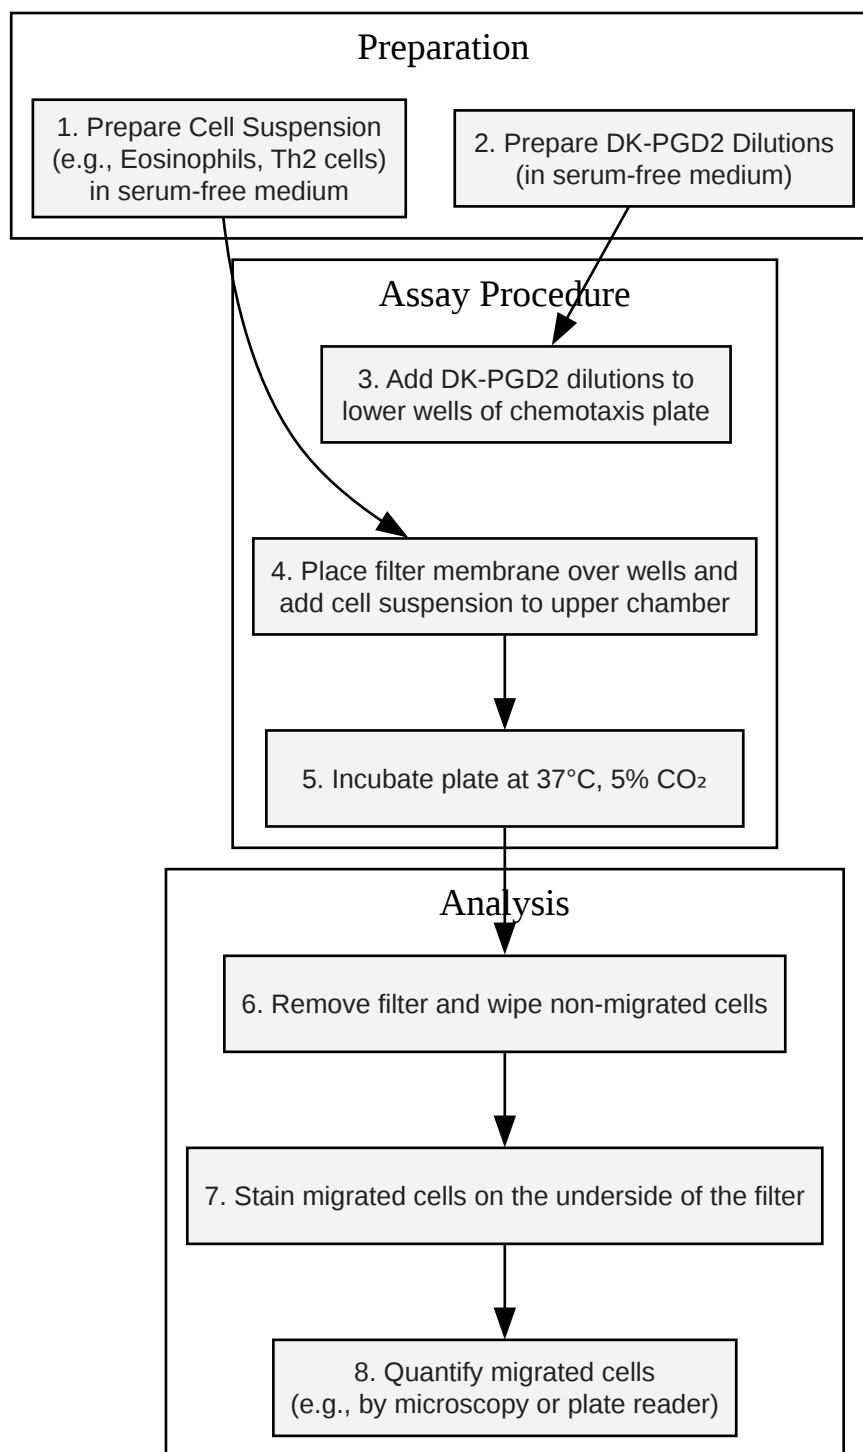 Preparation
1. Prepare Cell Suspension
(e.g., Eosinophils, Th2 cells)
in serum-free medium
2. Prepare DK-PGD2 Dilutions
(in serum-free medium)
Assay Procedure
3. Add DK-PGD2 dilutions to
lower wells of chemotaxis plate
4. Place filter membrane over wells and
add cell suspension to upper chamber
5. Incubate plate at 37°C, 5% CO₂
Analysis
6. Remove filter and wipe non-migrated cells
7. Stain migrated cells on the underside of the filter
8. Quantify migrated cells
(e.g., by microscopy or plate reader)